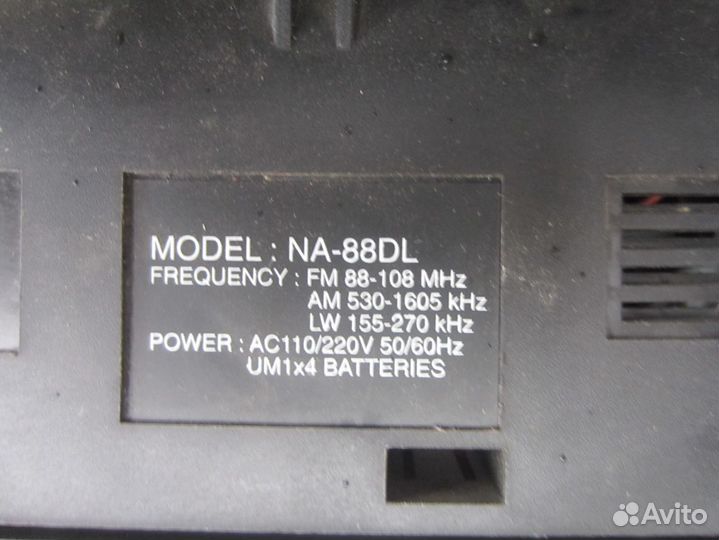 MODEL : NA-88DL
FREQUENCY : FM 88-108 MHz
AM 530-1605 kHz
LW 155-270 kHz
POWER : AC110/220V 50/60Hz
UM1x4 BATTERIES
Avito